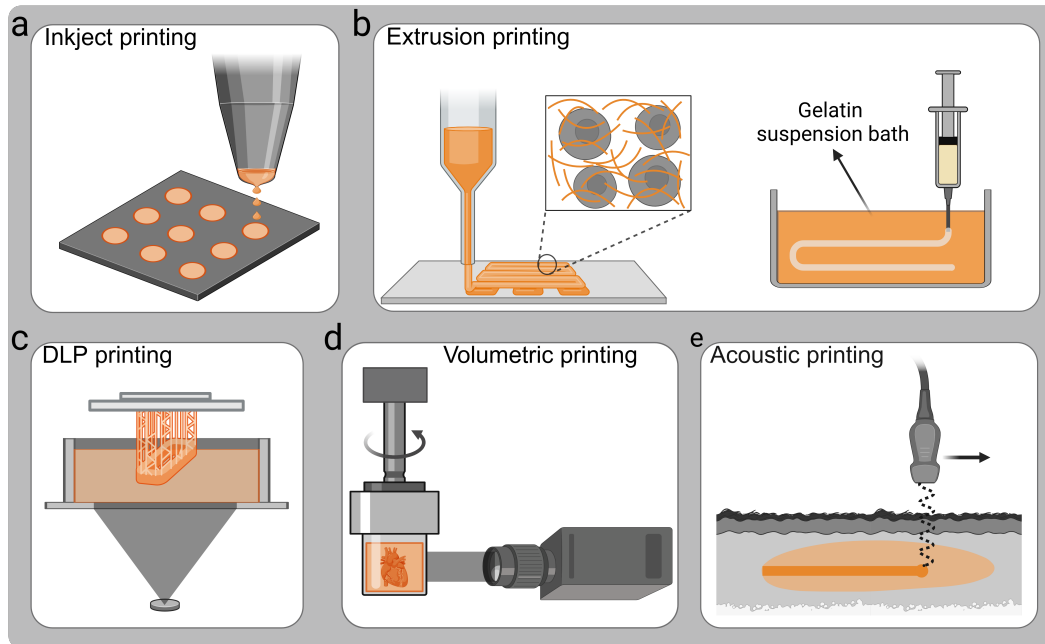 a
Inkject printing
b
Extrusion printing
Gelatin
suspension bath
c
DLP printing
d
Volumetric printing
e
Acoustic printing